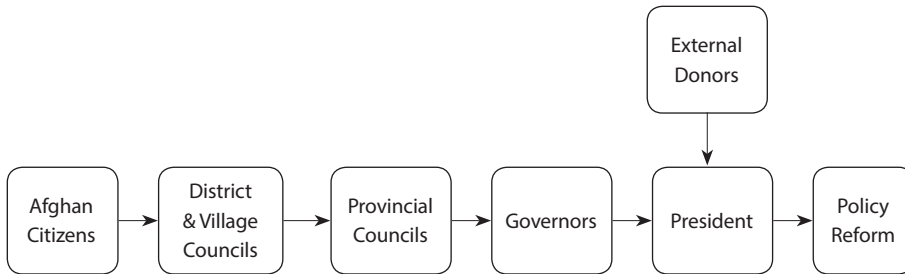 External
Donors
Afghan
Citizens
District
& Village
Councils
Provincial
Councils
Governors
President
Policy
Reform